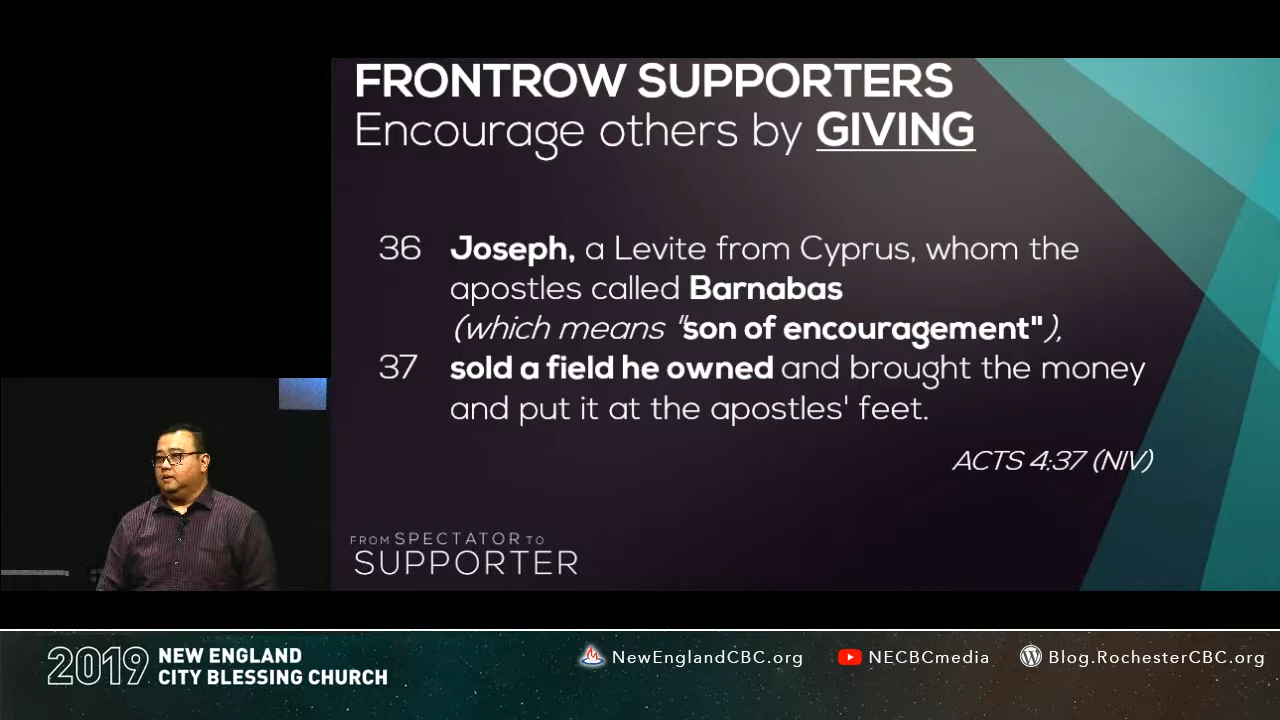 FRONTROW SUPPORTERS
Encourage others by GIVING
36 Joseph, a Levite from Cyprus, whom the
apostles called Barnabas
(which means "son of encouragement"),
37 sold a field he owned and brought the money
and put it at the apostles' feet.
ACTS 4:37 (NIV)
FROM SPECTATOR TO
SUPPORTER
2019 NEW ENGLAND
CITY BLESSING CHURCH
NewEnglandCBC.org
NECBCmedia
Blog.RochesterCBC.org